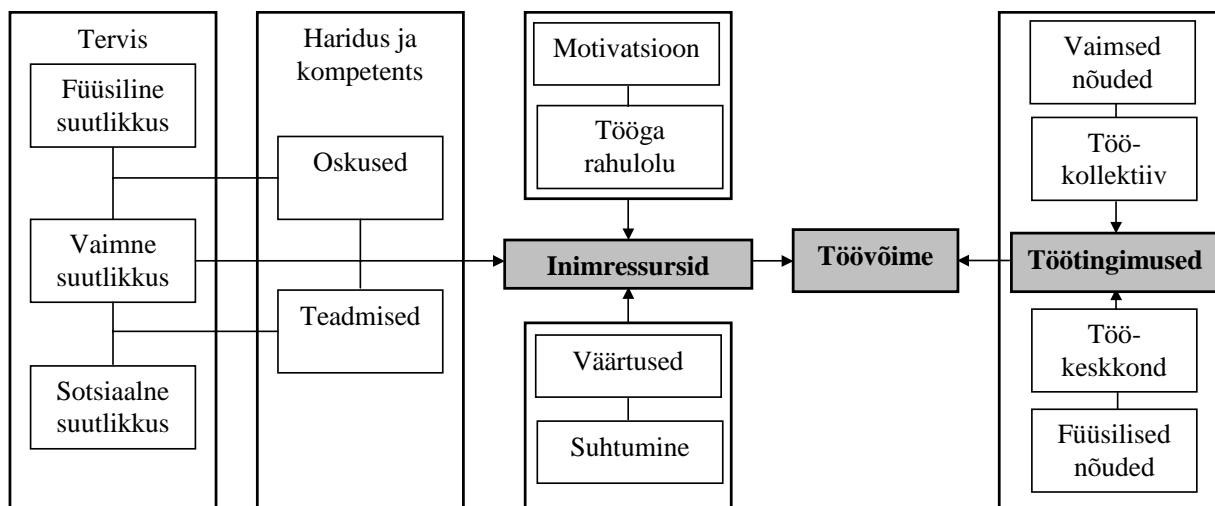 Tervis
Füüsiline
suutlikkus
Vaimne
suutlikkus
Sotsiaalne
suutlikkus
Haridus ja
kompetents
Oskused
Teadmised
Motivatsioon
Tööga
rahulolu
Inimressursid
Väärtused
Suhtumine
Töövõime
Vaimsed
nõuded
Töö-
kollektiiv
Töötingimused
Töö-
keskkond
Füüsilised
nõuded